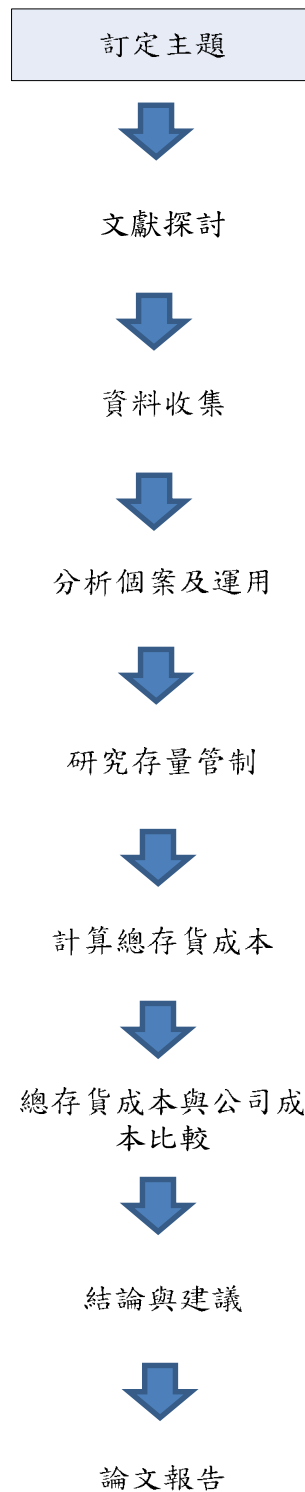 訂定主題
文獻探討
資料收集
分析個案及運用
研究存量管制
計算總存貨成本
總存貨成本與公司成
本比較
結論與建議
論文報告